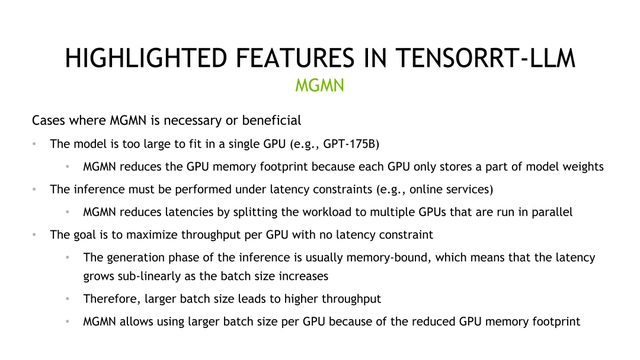 HIGHLIGHTED FEATURES IN TENSORRT-LLM
MGMN
Cases where MGMN is necessary or beneficial
• The model is too large to fit in a single GPU (e.g., GPT-175B)
• MGMN reduces the GPU memory footprint because each GPU only stores a part of model weights
• The inference must be performed under latency constraints (e.g., online services)
• MGMN reduces latencies by splitting the workload to multiple GPUs that are run in parallel
• The goal is to maximize throughput per GPU with no latency constraint
• The generation phase of the inference is usually memory-bound, which means that the latency
grows sub-linearly as the batch size increases
• Therefore, larger batch size leads to higher throughput
• MGMN allows using larger batch size per GPU because of the reduced GPU memory footprint